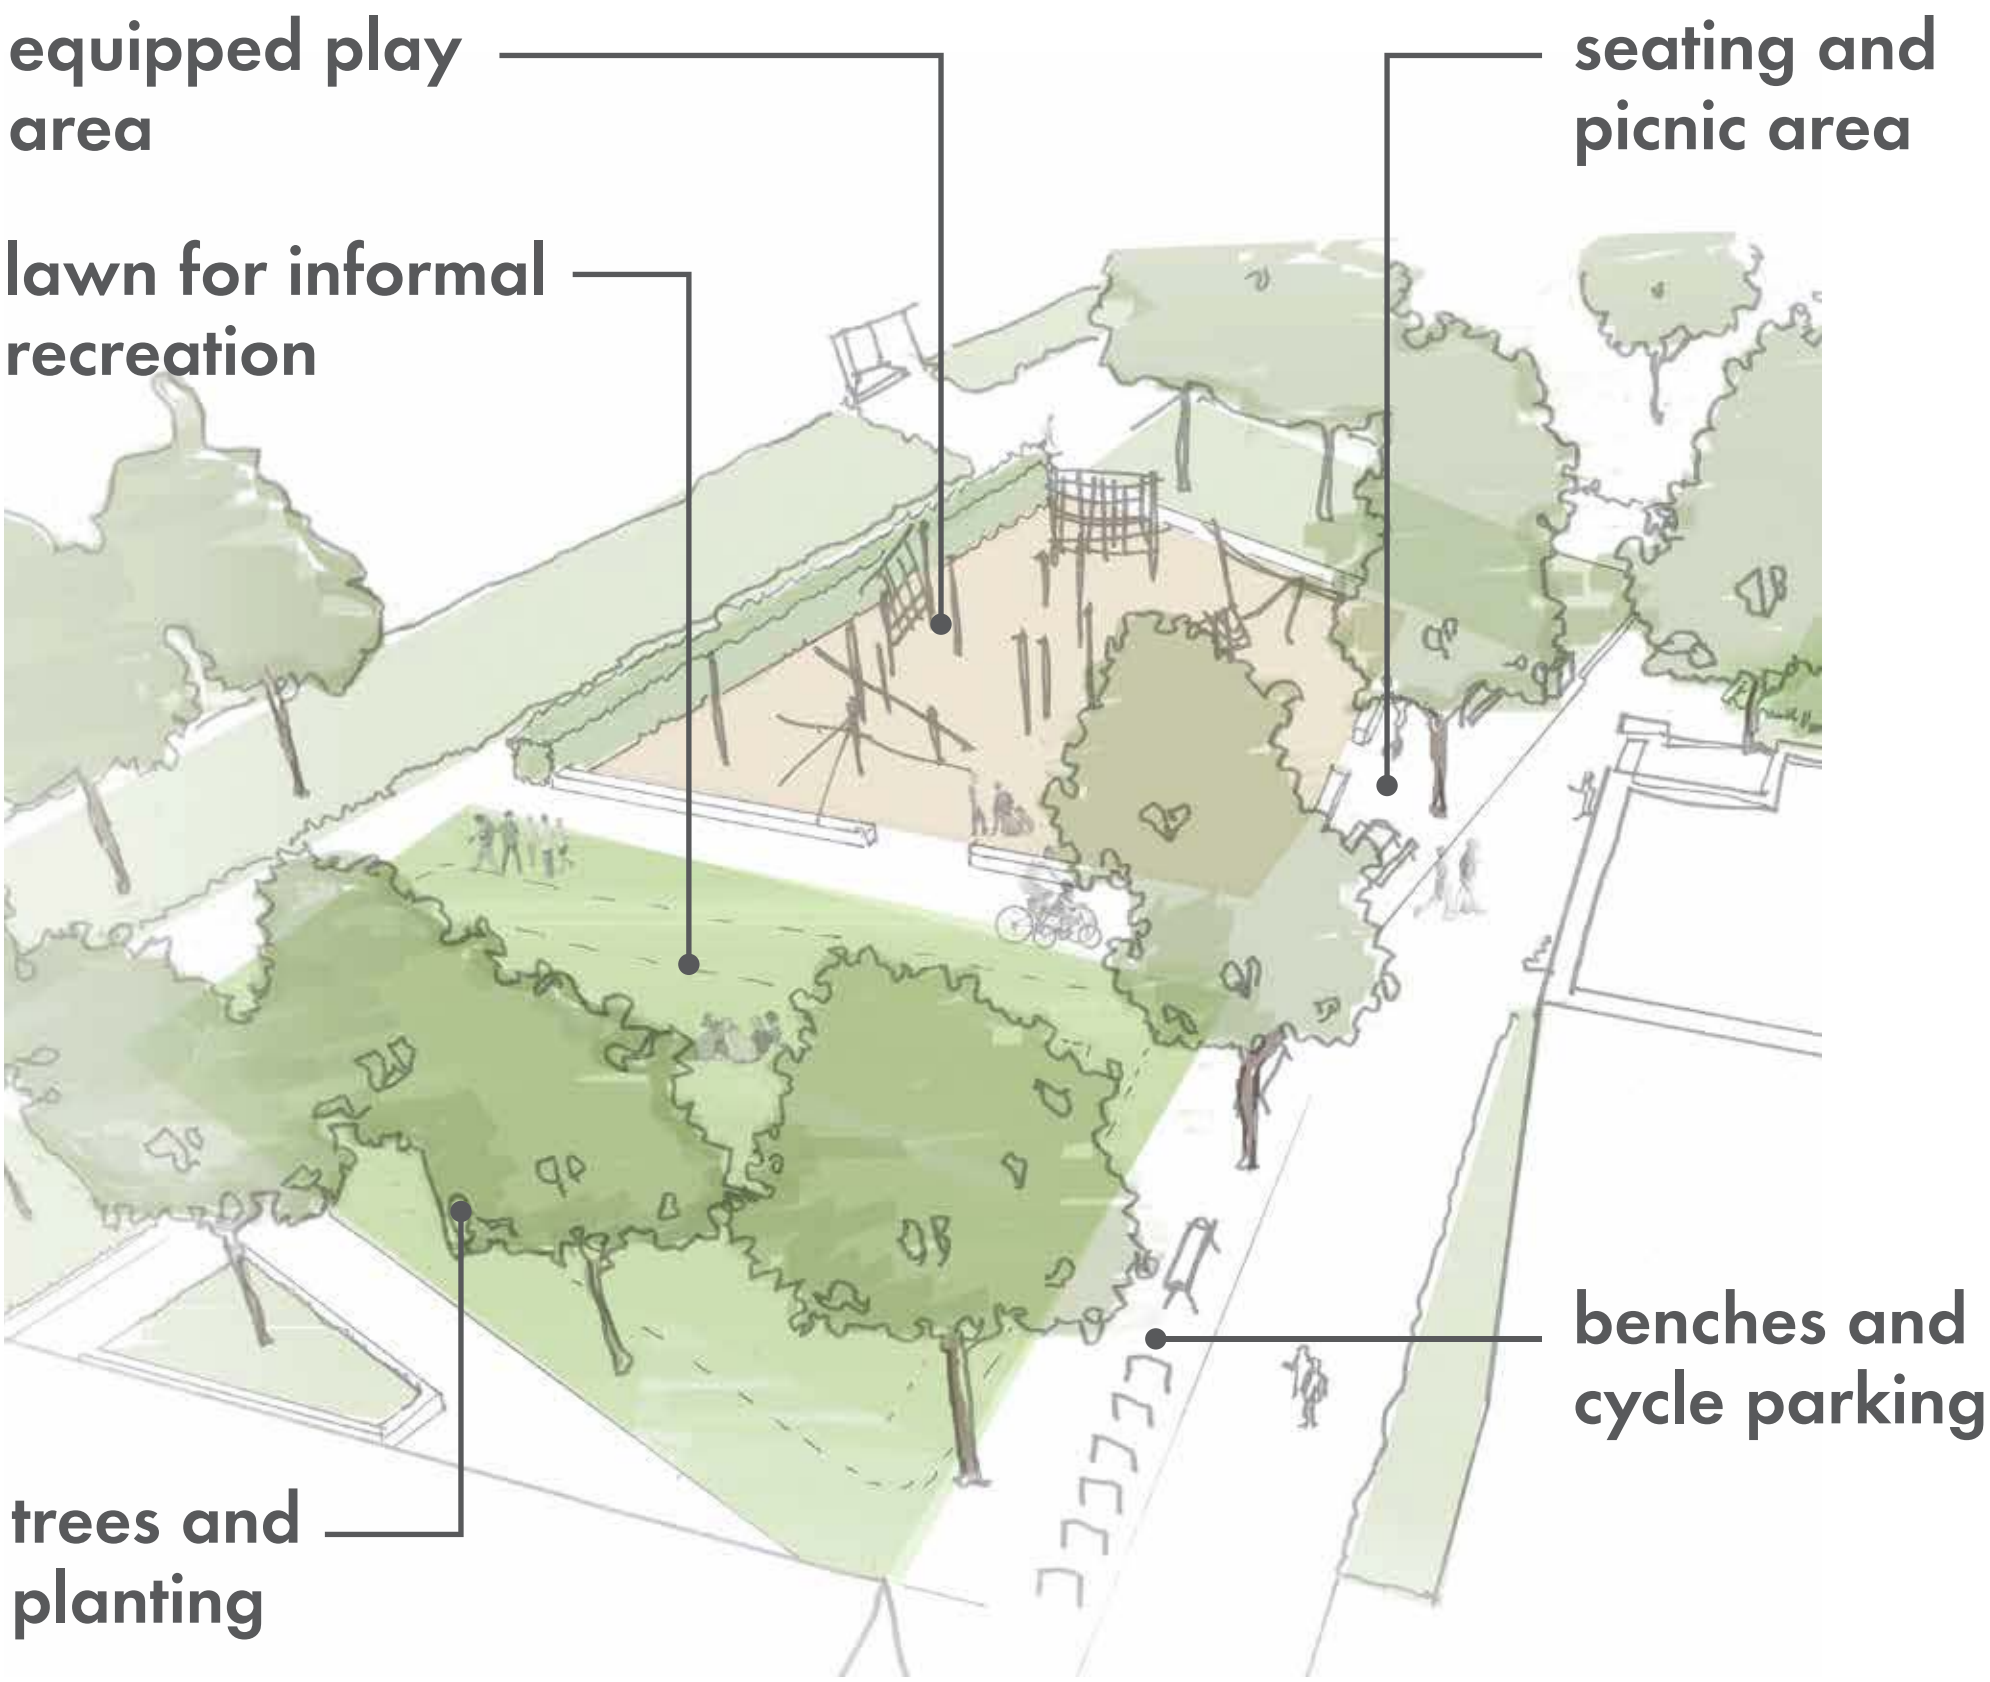 equipped play
area
seating and
picnic area
lawn for informal
recreation
benches and
cycle parking
trees and
planting